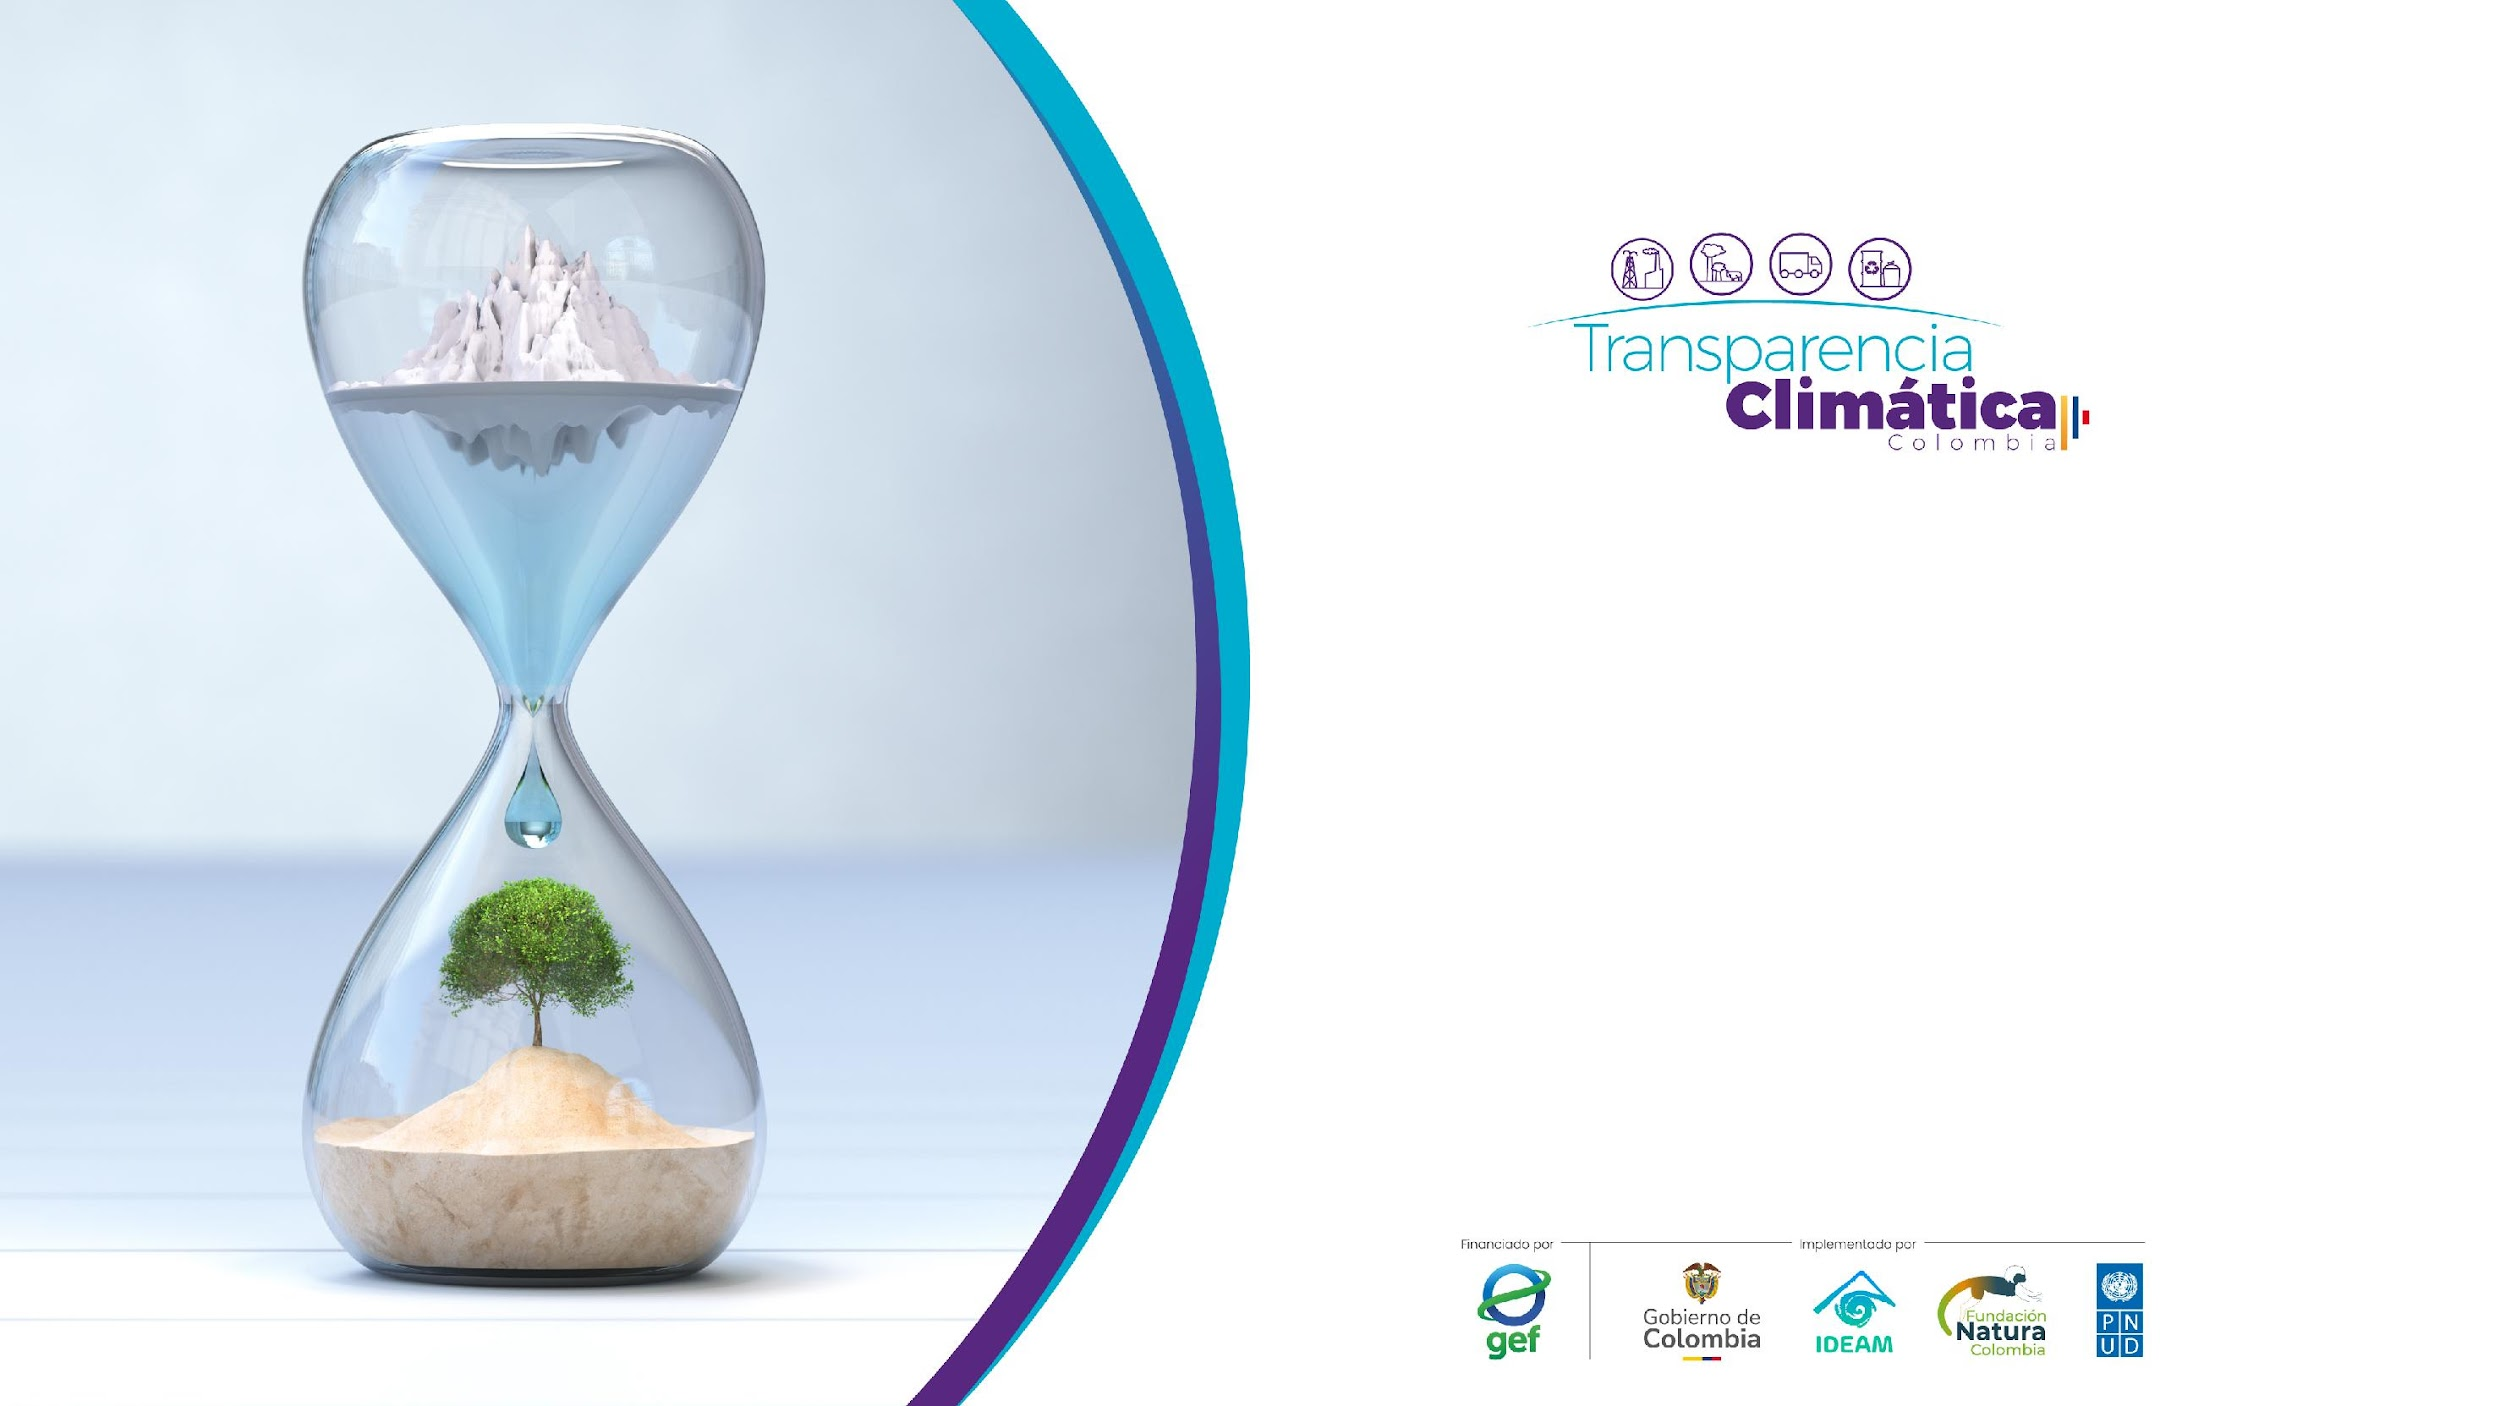 Transparencia
Climática
Colombia
Financiado por
Implementado por
gef
Gobierno de
Colombia
IDEAM
Fundación
Natura
Colombia
P N
U D